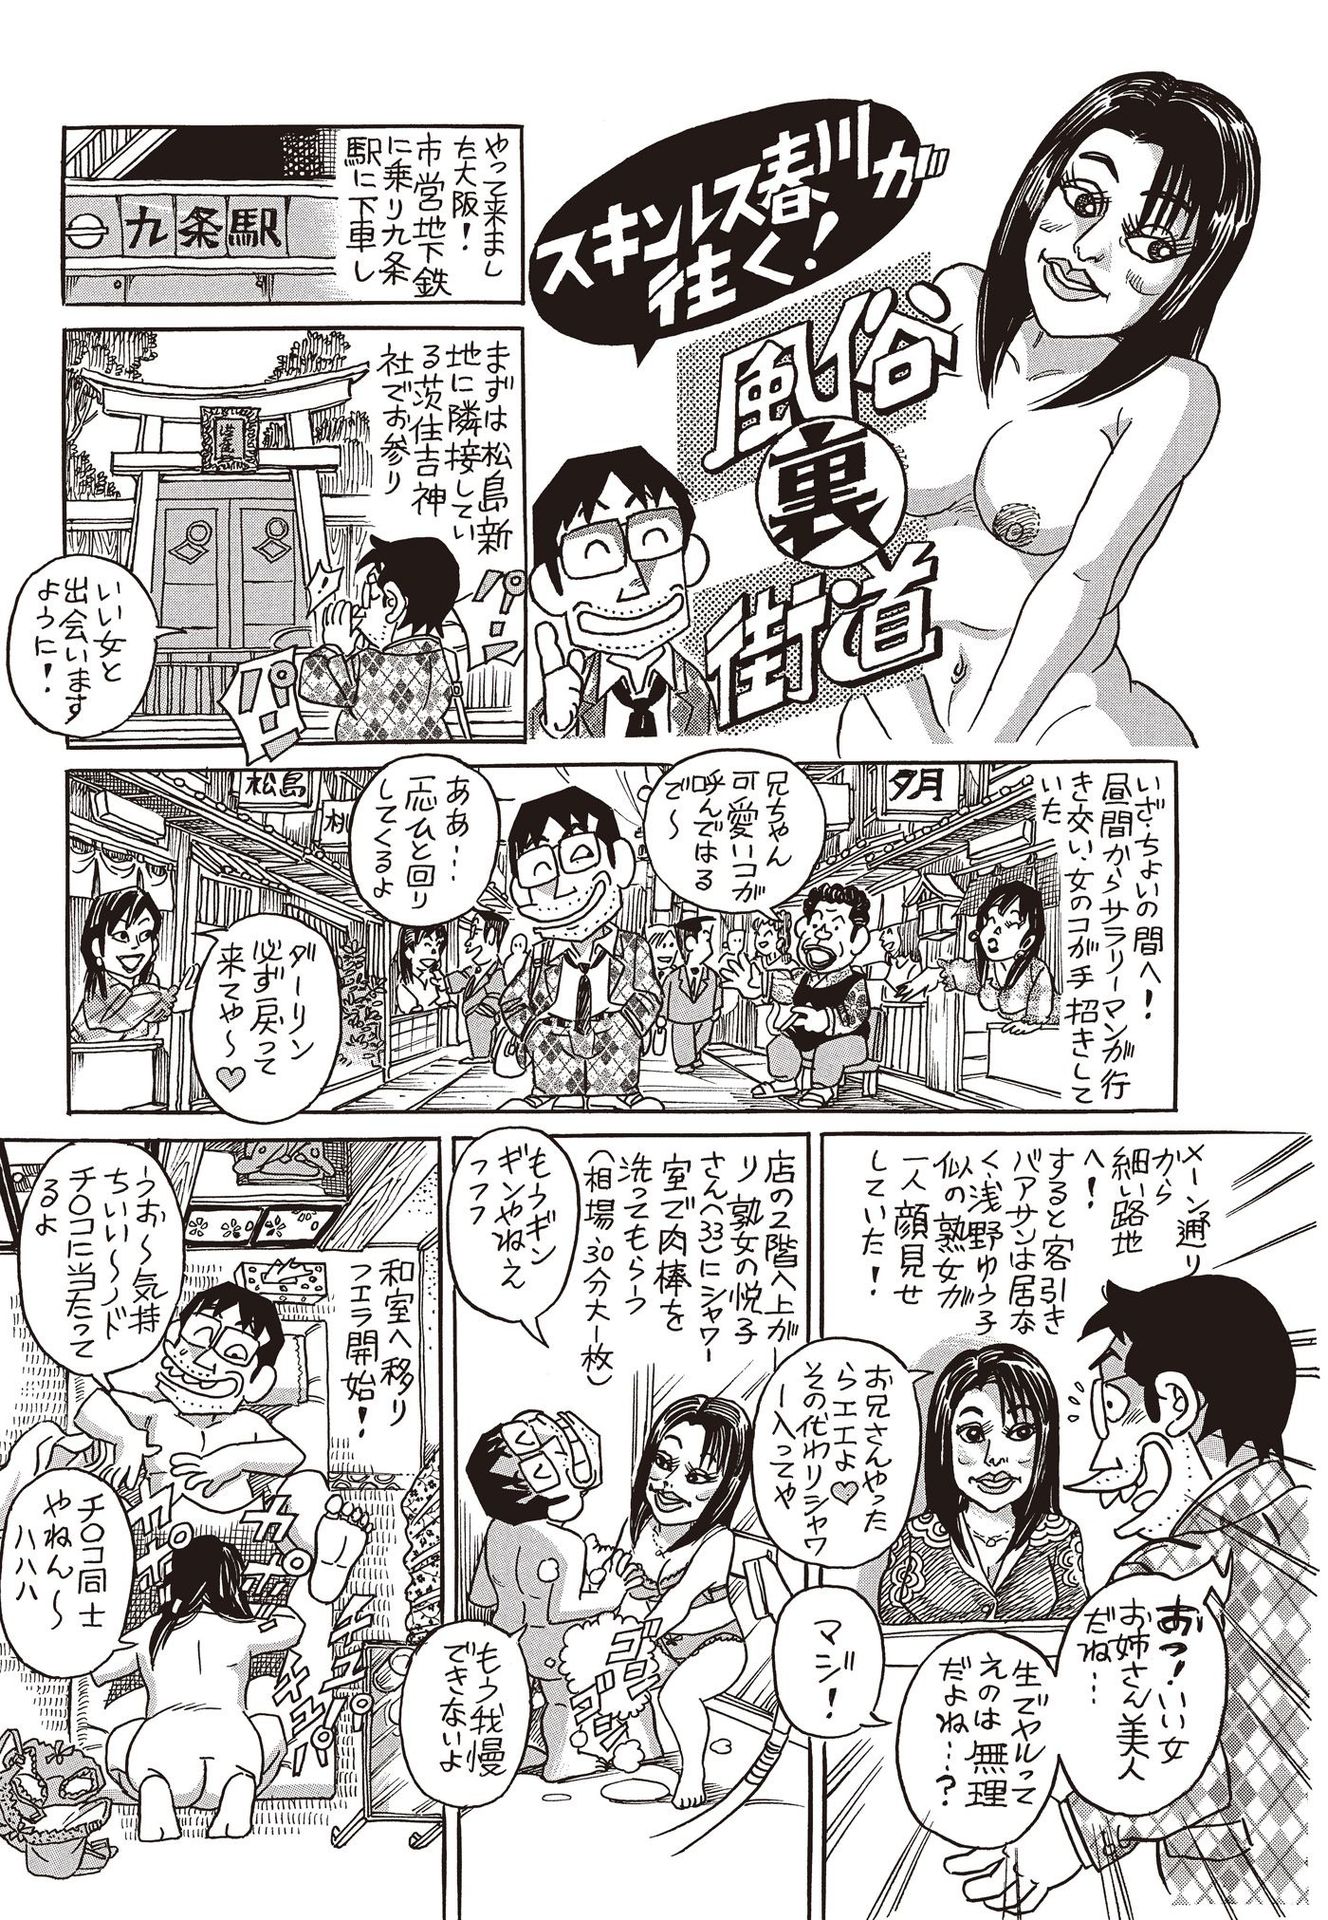 スキンレス春川が
往く!
風俗
裏
街道
やって来まし
た大阪!
市営地下鉄
に乗り九条
駅に下車し
九条駅
まずは松島新
地に隣接してい
る茨住吉神
社でお参り
パン
パン
いい女と
出会います
ように!
いざ・ちょいの間へ!
昼間からサラリーマンが行
き交い、女のコが手招きして
いた
夕月
兄ちゃん
可愛いコが
呼んではる
で〜
ああ…
一応ひと回り
してくるよ
松島
ダーリン
必ず戻って
来てや〜♡
メーン通り
から
細い路地
へ!
すると客引き
バアサンは居な
く、浅野ゆう子
似の熟女が
一人顔見せ
していた!
おっ!いい女
お姉さん美人
だね…
生でヤルって
えのは無理
だよね…?
お兄さんやった
らエエよ♡
その代わりシャワ
ー入ってや
マジ!
店の2階へ上が
り熟女の悦子
さん(33)にシャワー
室で肉棒を
洗ってもらう
(相場、30分大一枚)
もうギン
ギンやねえ
フフフ
ゴシ
ゴシ
もう我慢
できないよ
和室へ移り
フェラ開始!
うお〜気持
ちいい〜ノド
チ○コに当たって
るよ
カポ
カポ
チ○コ同士
やねん〜
ハハハ